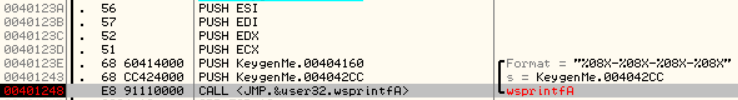 0040123A . 56 PUSH ESI
0040123B . 57 PUSH EDI
0040123C . 52 PUSH EDX
0040123D . 51 PUSH ECX
0040123E . 68 60414000 PUSH KeygenMe.00404160 Format = "%08X-%08X-%08X-%08X"
00401243 . 68 CC424000 PUSH KeygenMe.004042CC s = KeygenMe.004042CC
00401248 . E8 91110000 CALL <JMP.&user32.wsprintfA> wsprintfA